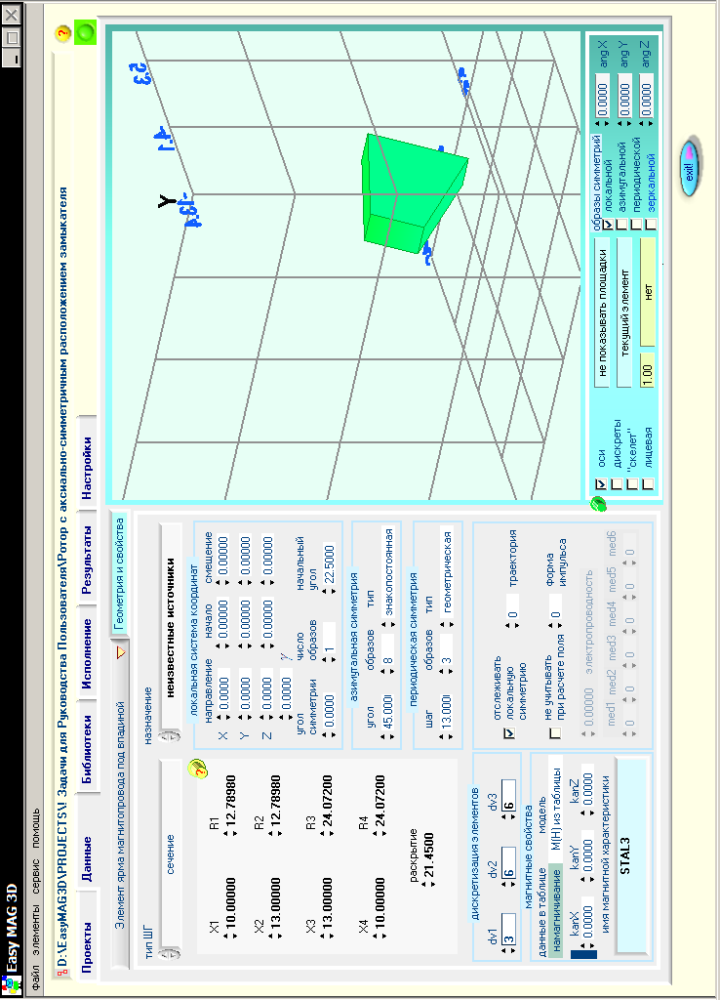 Easy MAG 3D
файл элементы сервис помощь
D:\EasyMAG3D\PROJECTS\! Задачи для Руководства Пользователя\Ротор с аксиально-симметричным расположением замыкателя
?
Проекты Данные Библиотеки Исполнение Результаты Настройки
Элемент ярма магнитопровода под впадиной
Геометрия и свойства
тип ШГ
сечение
назначение
неизвестные источники
?
X1 R1
10.00000 12.78980
X2 R2
13.00000 12.78980
X3 R3
13.00000 24.07200
X4 R4
10.00000 24.07200
раскрытие
21.4500
локальная система координат
направление начало смещение
X 0.0000 0.00000 0.00000
Y 0.0000 0.00000 0.00000
Z 0.0000 0.00000 0.00000
0.0000 γ
угол симметрии
число образов
начальный угол
0.0000 1 22.5000
азимутальная симметрия
угол образов тип
45.000 8 знакопостоянная
периодическая симметрия
шаг образов тип
13.000 3 геометрическая
дискретизация элементов
dv1 dv2 dv3
3 6 6
магнитные свойства
данные в таблице модель
намагничивание M(H) из таблицы
kanX kanY kanZ
0.0000 0.0000 0.0000
имя магнитной характеристики
STAL3
отслеживать
локальную
симметрию
0 траектория
не учитывать
при расчете поля
0 форма
импульса
0.00000 электропроводность
med1 med2 med3 med4 med5 med6
0 0 0 0 0 0
Y
-13.4
-1.4
5.3
оси
дискреты
"скелет"
лицевая
не показывать площадки
текущий элемент
1.00 нет
образы симметрий
локальной 0.0000 ang X
азимутальной 0.0000 ang Y
периодической 0.0000 ang Z
зеркальной
exit!